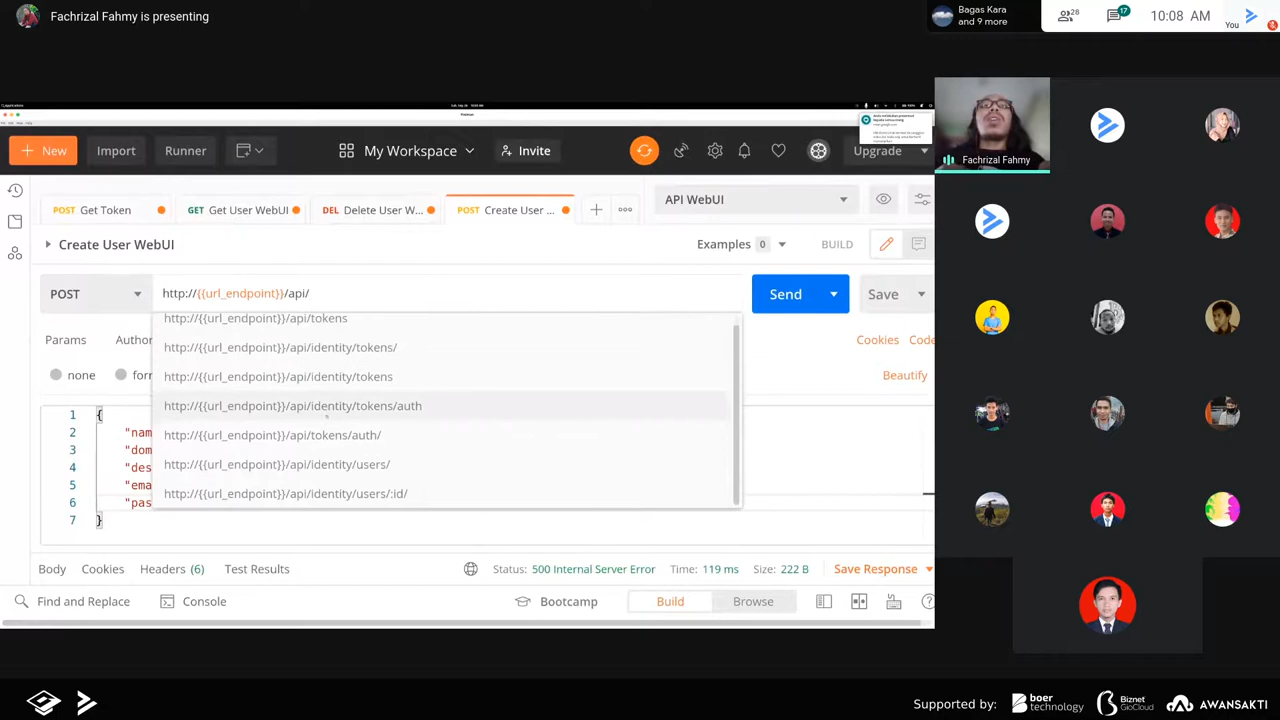 Fachrizal Fahmy is presenting
Bagas Kara
and 9 more
28
17
10:08 AM
You
Fachrizal Fahmy
New
Import
Runner
My Workspace
Invite
Upgrade
POST Get Token
GET Get User WebUI
DEL Delete User W...
POST Create User ...
API WebUI
Create User WebUI
Examples 0
BUILD
POST
http://{{url_endpoint}}/api/
Send
Save
http://{{url_endpoint}}/api/tokens
http://{{url_endpoint}}/api/identity/tokens/
http://{{url_endpoint}}/api/identity/tokens
http://{{url_endpoint}}/api/identity/tokens/auth
http://{{url_endpoint}}/api/tokens/auth/
http://{{url_endpoint}}/api/identity/users/
http://{{url_endpoint}}/api/identity/users/:id/
Params
Author
Cookies
Code
none
forr
Beautify
1 {
2 "nam
3 "dom
4 "des
5 "ema
6 "pas
7 }
Body
Cookies
Headers (6)
Test Results
Status: 500 Internal Server Error
Time: 119 ms
Size: 222 B
Save Response
Find and Replace
Console
Bootcamp
Build
Browse
Supported by:
boer
technology
Biznet
GioCloud
AWANSAKTI